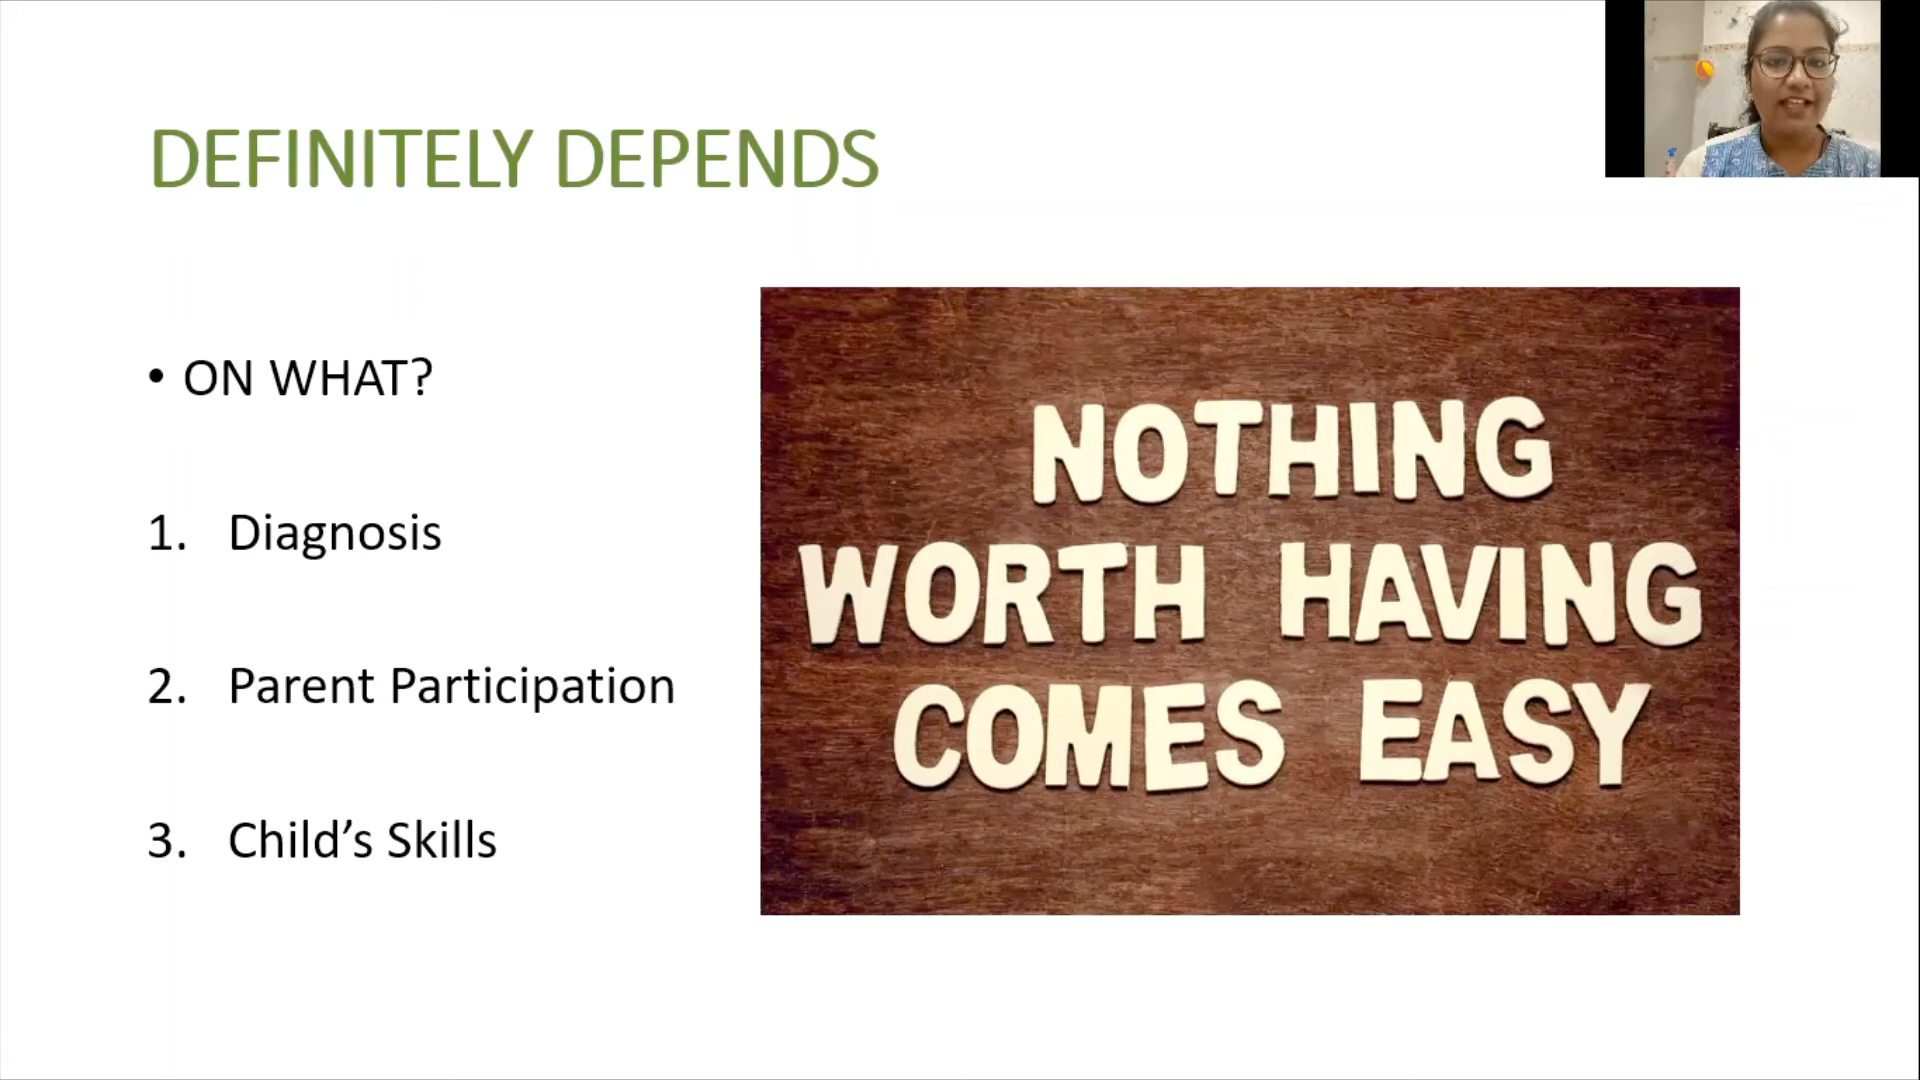 DEFINITELY DEPENDS
• ON WHAT?
1. Diagnosis
2. Parent Participation
3. Child’s Skills
NOTHING
WORTH HAVING
COMES EASY